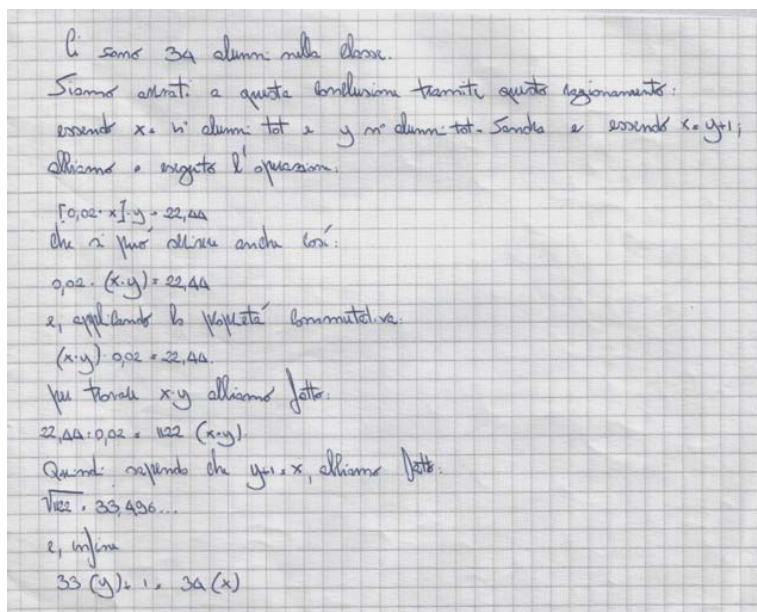 Ci sono 34 alunni nella classe.
Siamo arrivati a questa conclusione tramite questo ragionamento:
essendo x = n° alunni tot e y n° alunni tot - Sandra e essendo x = y+1;
abbiamo eseguito l'operazione:
[0,02 · x] · y = 22,44
che si può scrivere anche così:
0,02 · (x·y) = 22,44
e, applicando la proprietà commutativa:
(x·y) · 0,02 = 22,44.
per trovare x·y abbiamo fatto:
22,44 : 0,02 = 1122 (x·y)
Quindi sapendo che y+1 = x, abbiamo fatto:
√1122 = 33,496...
e, infine
33 (y) + 1 = 34 (x)